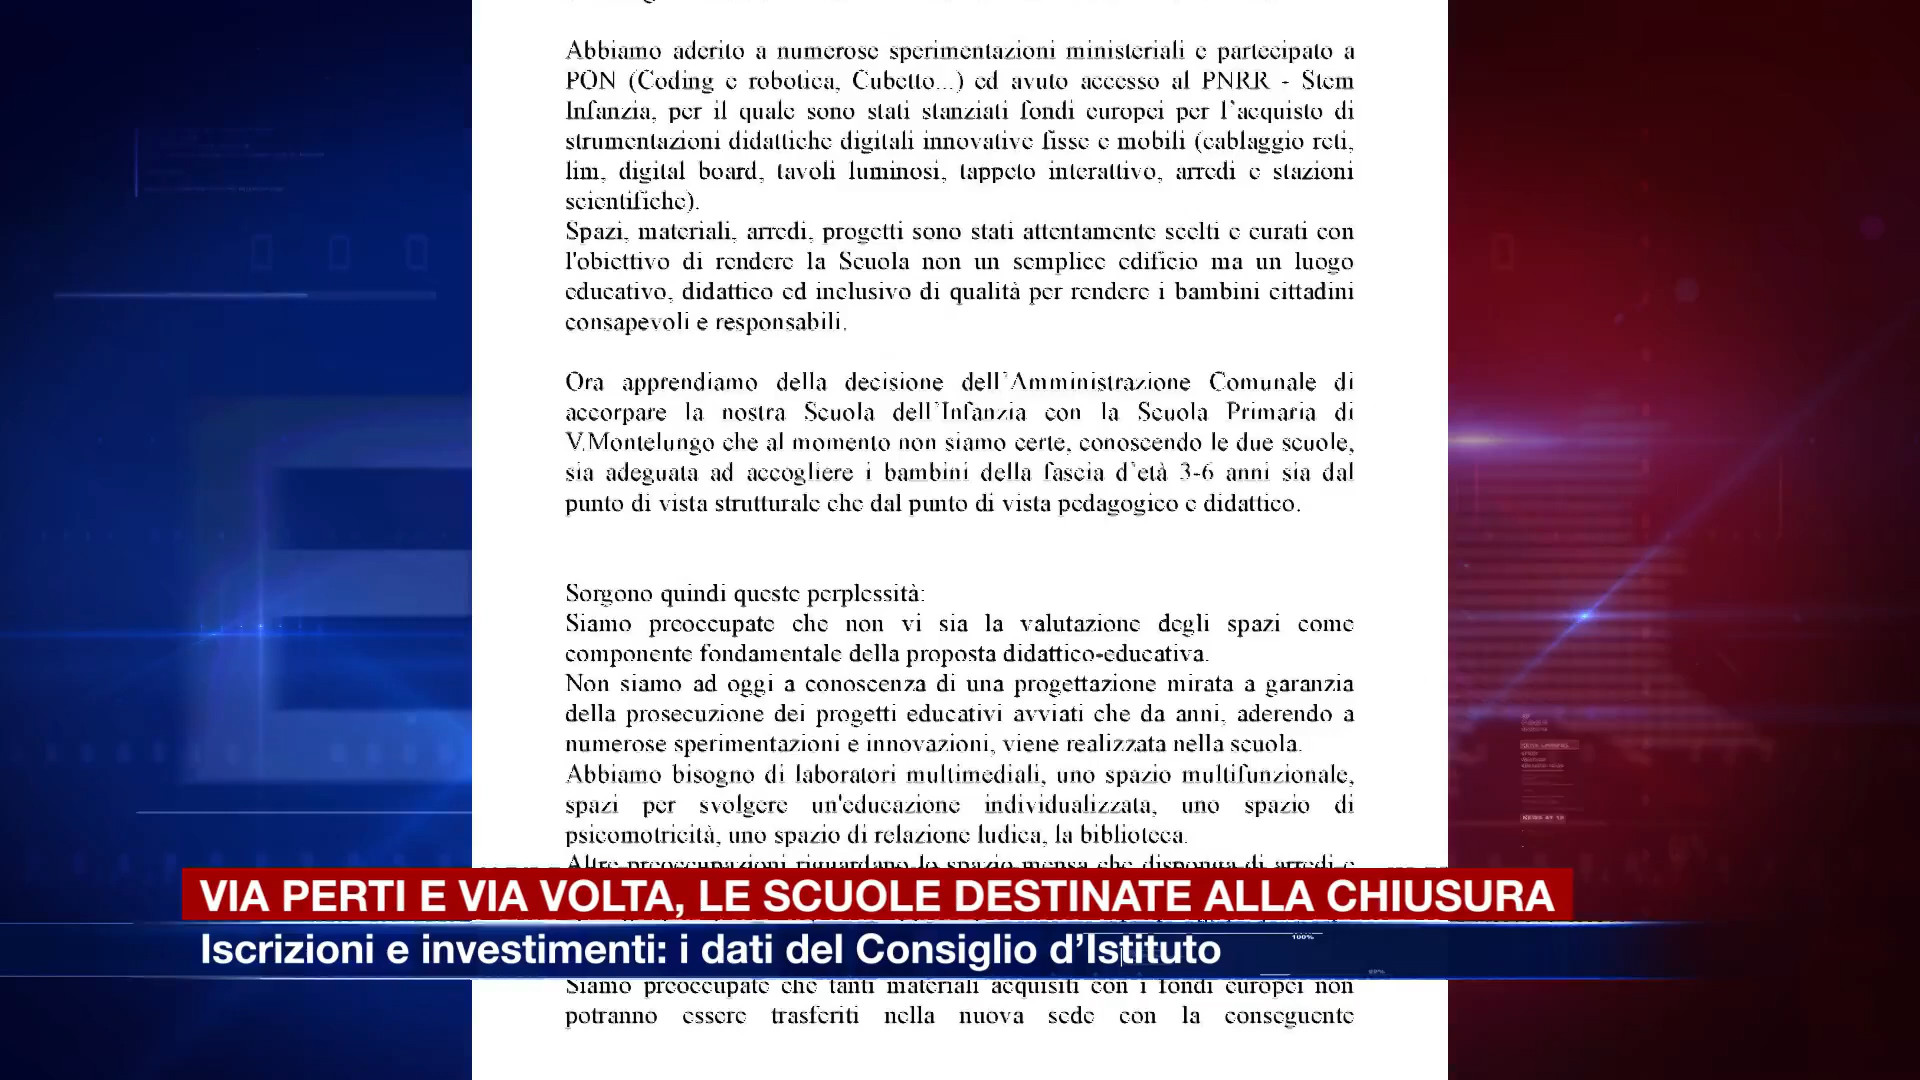 Abbiamo aderito a numerose sperimentazioni ministeriali e partecipato a
PON (Coding e robotica, Cubetto...) ed avuto accesso al PNRR - Stem
Infanzia, per il quale sono stati stanziati fondi europei per l'acquisto di
strumentazioni didattiche digitali innovative fisse e mobili (cablaggio reti,
lim, digital board, tavoli luminosi, tappeto interattivo, arredi e stazioni
scientifiche).
Spazi, materiali, arredi, progetti sono stati attentamente scelti e curati con
l'obiettivo di rendere la Scuola non un semplice edificio ma un luogo
educativo, didattico ed inclusivo di qualità per rendere i bambini cittadini
consapevoli e responsabili.
Ora apprendiamo della decisione dell'Amministrazione Comunale di
accorpare la nostra Scuola dell'Infanzia con la Scuola Primaria di
V.Montelungo che al momento non siamo certe, conoscendo le due scuole,
sia adeguata ad accogliere i bambini della fascia d'età 3-6 anni sia dal
punto di vista strutturale che dal punto di vista pedagogico e didattico.
Sorgono quindi queste perplessità:
Siamo preoccupate che non vi sia la valutazione degli spazi come
componente fondamentale della proposta didattico-educativa.
Non siamo ad oggi a conoscenza di una progettazione mirata a garanzia
della prosecuzione dei progetti educativi avviati che da anni, aderendo a
numerose sperimentazioni e innovazioni, viene realizzata nella scuola.
Abbiamo bisogno di laboratori multimediali, uno spazio multifunzionale,
spazi per svolgere un'educazione individualizzata, uno spazio di
psicomotricità, uno spazio di relazione ludica, la biblioteca.
Altre preoccupazioni riguardano lo spazio mensa che disponga di arredi e
VIA PERTI E VIA VOLTA, LE SCUOLE DESTINATE ALLA CHIUSURA
Iscrizioni e investimenti: i dati del Consiglio d'Istituto
100%
Siamo preoccupate che tanti materiali acquisiti con i fondi europei non
potranno essere trasferiti nella nuova sede con la conseguente